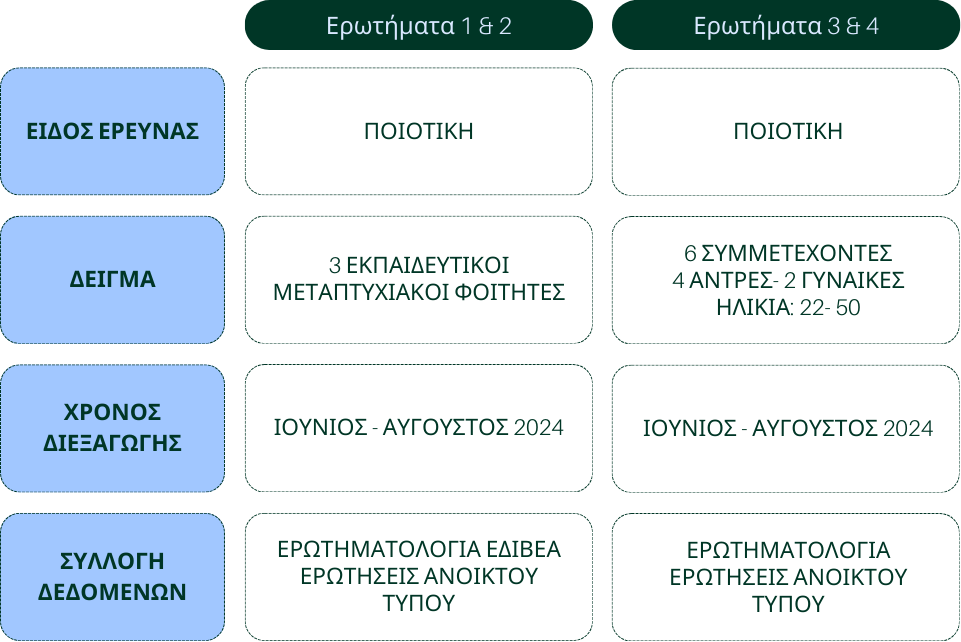 Ερωτήματα 1 & 2
Ερωτήματα 3 & 4
ΕΙΔΟΣ ΕΡΕΥΝΑΣ
ΠΟΙΟΤΙΚΗ
ΠΟΙΟΤΙΚΗ
ΔΕΙΓΜΑ
3 ΕΚΠΑΙΔΕΥΤΙΚΟΙ
ΜΕΤΑΠΤΥΧΙΑΚΟΙ ΦΟΙΤΗΤΕΣ
6 ΣΥΜΜΕΤΕΧΟΝΤΕΣ
4 ΑΝΤΡΕΣ- 2 ΓΥΝΑΙΚΕΣ
ΗΛΙΚΙΑ: 22- 50
ΧΡΟΝΟΣ
ΔΙΕΞΑΓΩΓΗΣ
ΙΟΥΝΙΟΣ - ΑΥΓΟΥΣΤΟΣ 2024
ΙΟΥΝΙΟΣ - ΑΥΓΟΥΣΤΟΣ 2024
ΣΥΛΛΟΓΗ
ΔΕΔΟΜΕΝΩΝ
ΕΡΩΤΗΜΑΤΟΛΟΓΙΑ ΕΔΙΒΕΑ
ΕΡΩΤΗΣΕΙΣ ΑΝΟΙΚΤΟΥ
ΤΥΠΟΥ
ΕΡΩΤΗΜΑΤΟΛΟΓΙΑ
ΕΡΩΤΗΣΕΙΣ ΑΝΟΙΚΤΟΥ
ΤΥΠΟΥ